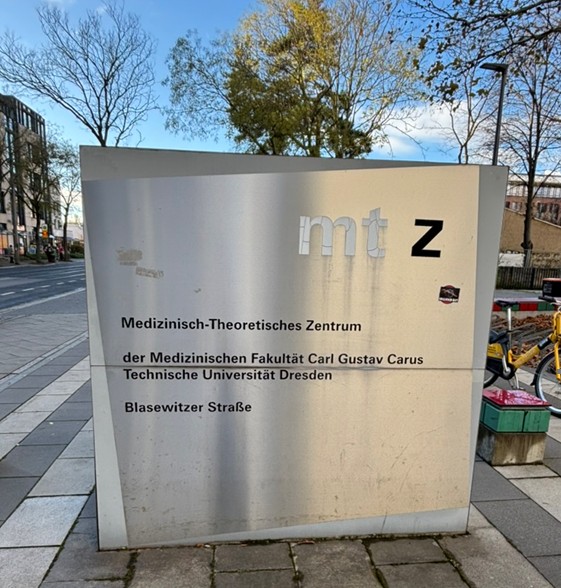 mtz
Medizinisch-Theoretisches Zentrum
der Medizinischen Fakultät Carl Gustav Carus
Technische Universität Dresden
Blasewitzer Straße